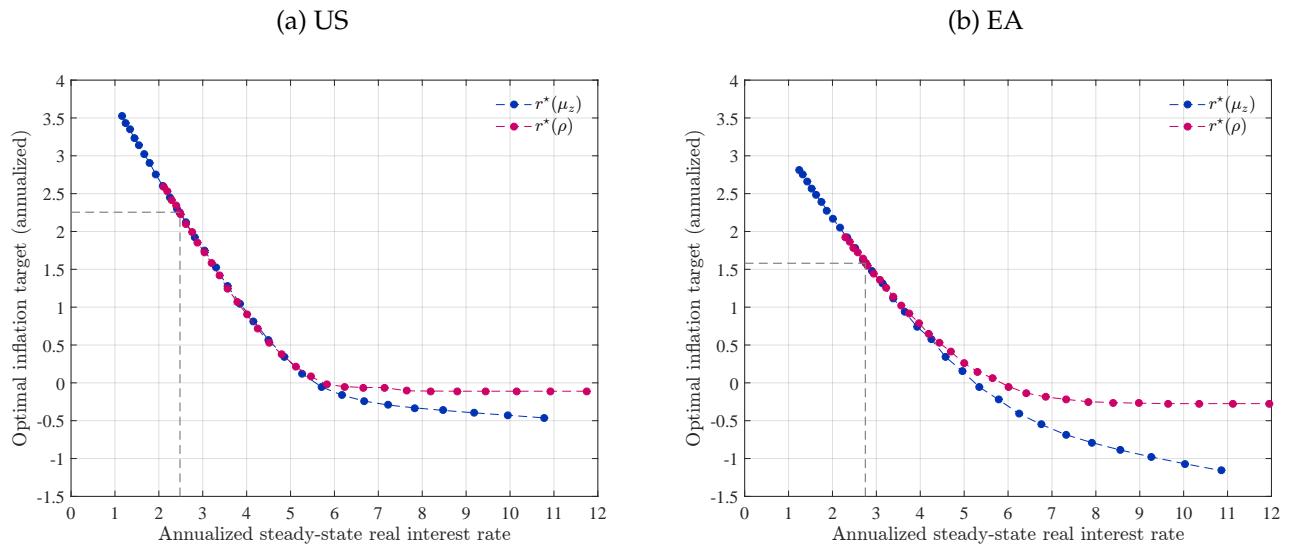 (a) US
Optimal inflation target (annualized)
4
3.5
3
2.5
2
1.5
1
0.5
0
-0.5
-1
-1.5
0 1 2 3 4 5 6 7 8 9 10 11 12
Annualized steady-state real interest rate
r⋆(μz)
r⋆(ρ)
(b) EA
Optimal inflation target (annualized)
4
3.5
3
2.5
2
1.5
1
0.5
0
-0.5
-1
-1.5
0 1 2 3 4 5 6 7 8 9 10 11 12
Annualized steady-state real interest rate
r⋆(μz)
r⋆(ρ)